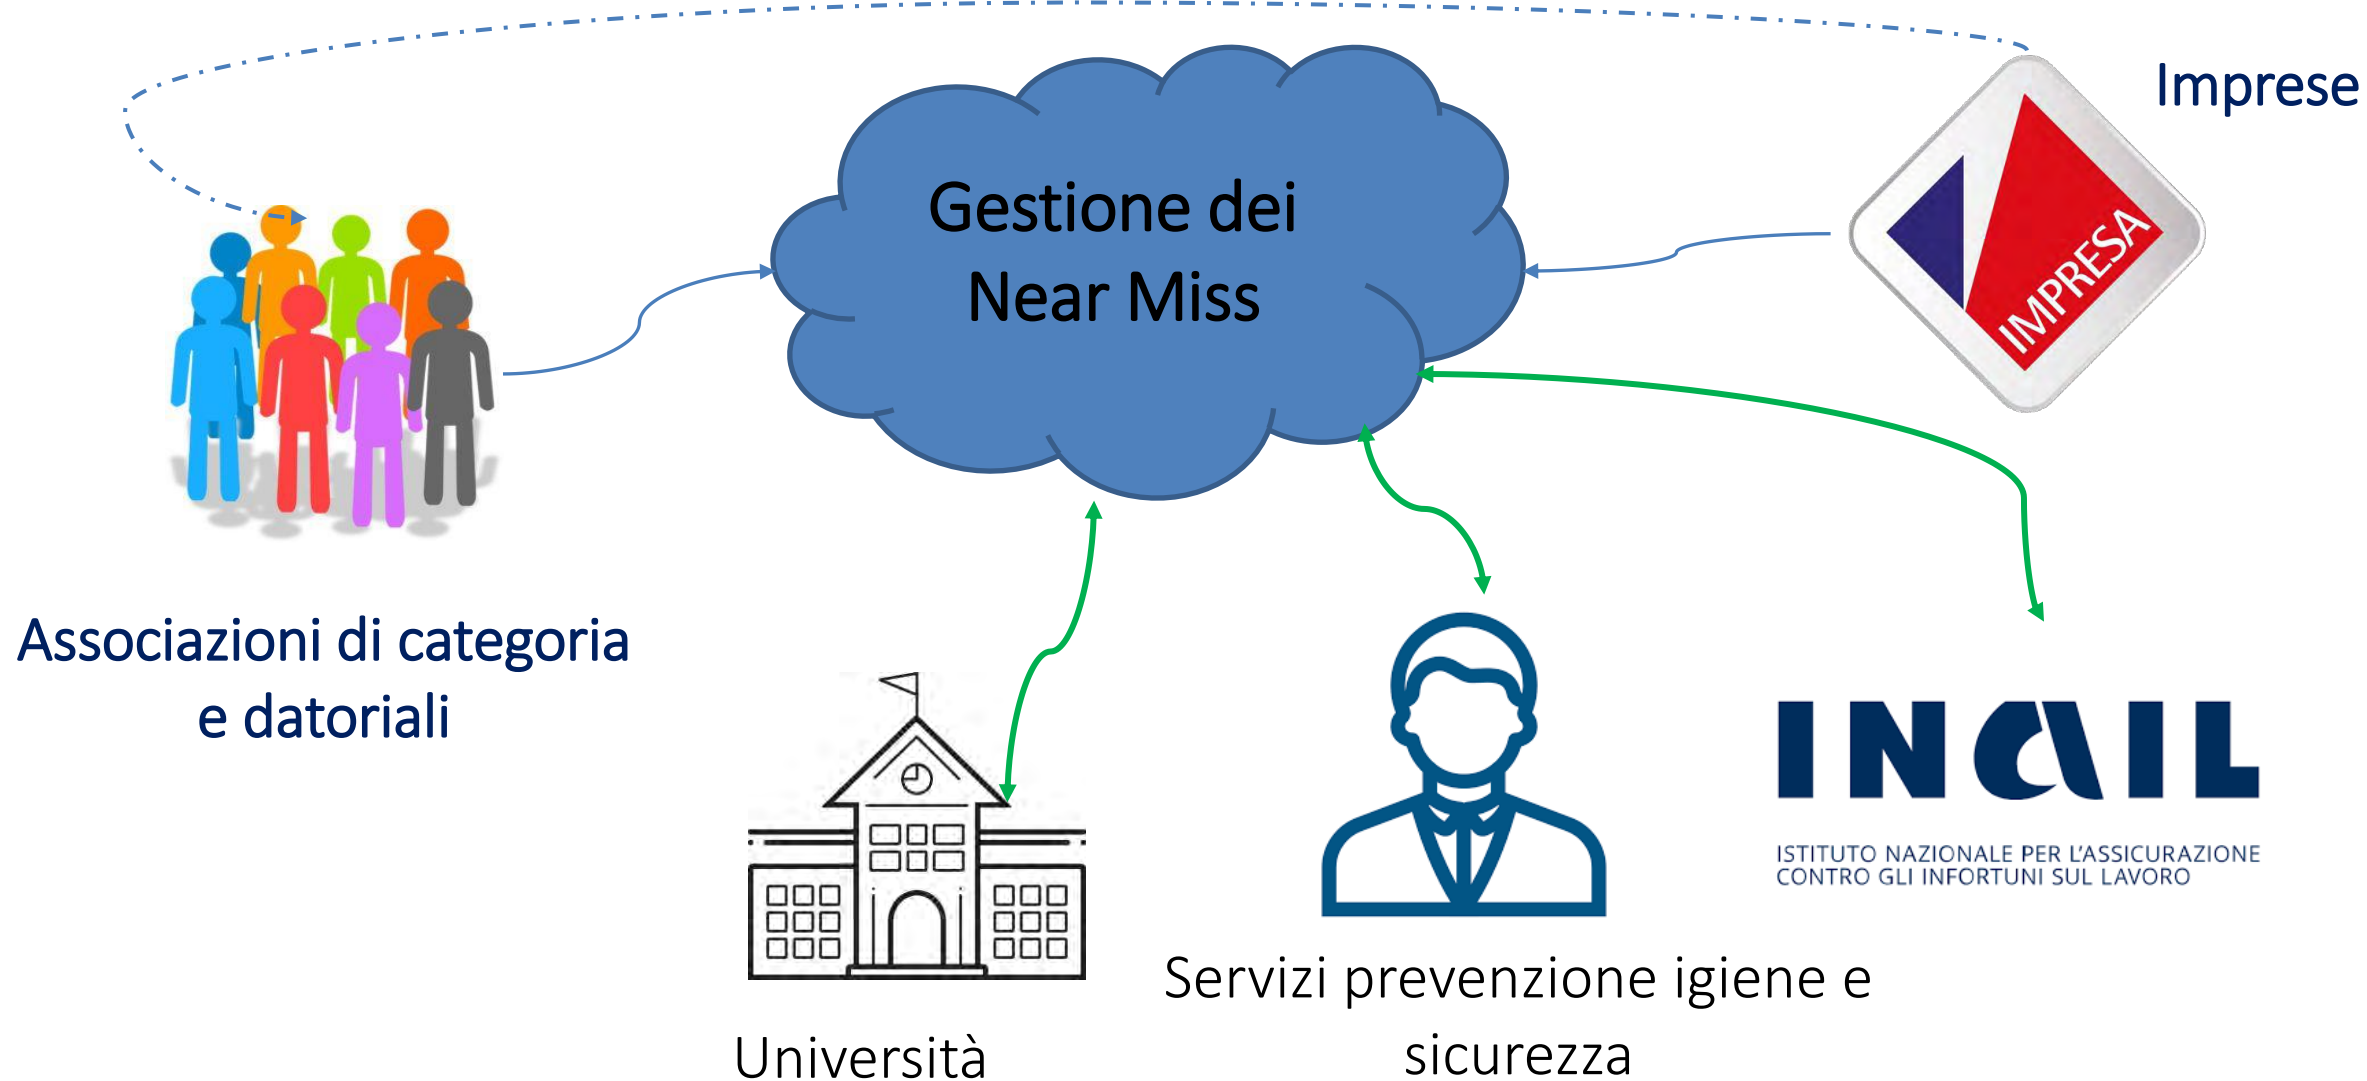 Imprese
IMPRESA
Gestione dei
Near Miss
Associazioni di categoria
e datoriali
INAIL
ISTITUTO NAZIONALE PER L'ASSICURAZIONE
CONTRO GLI INFORTUNI SUL LAVORO
Servizi prevenzione igiene e
sicurezza
Università